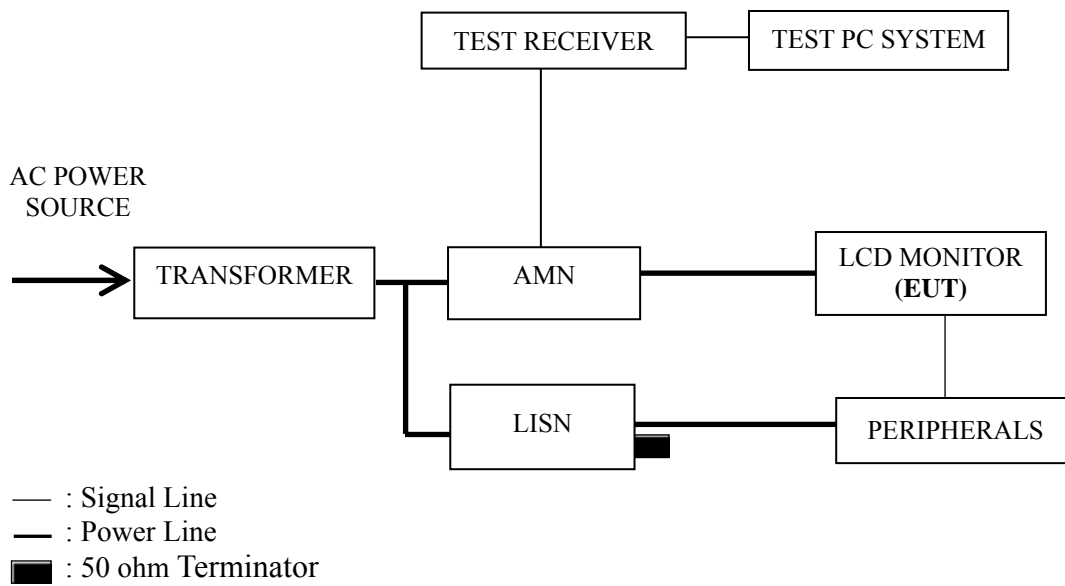 TEST RECEIVER
TEST PC SYSTEM
AC POWER
SOURCE
TRANSFORMER
AMN
LCD MONITOR
(EUT)
LISN
PERIPHERALS
: Signal Line
: Power Line
: 50 ohm Terminator